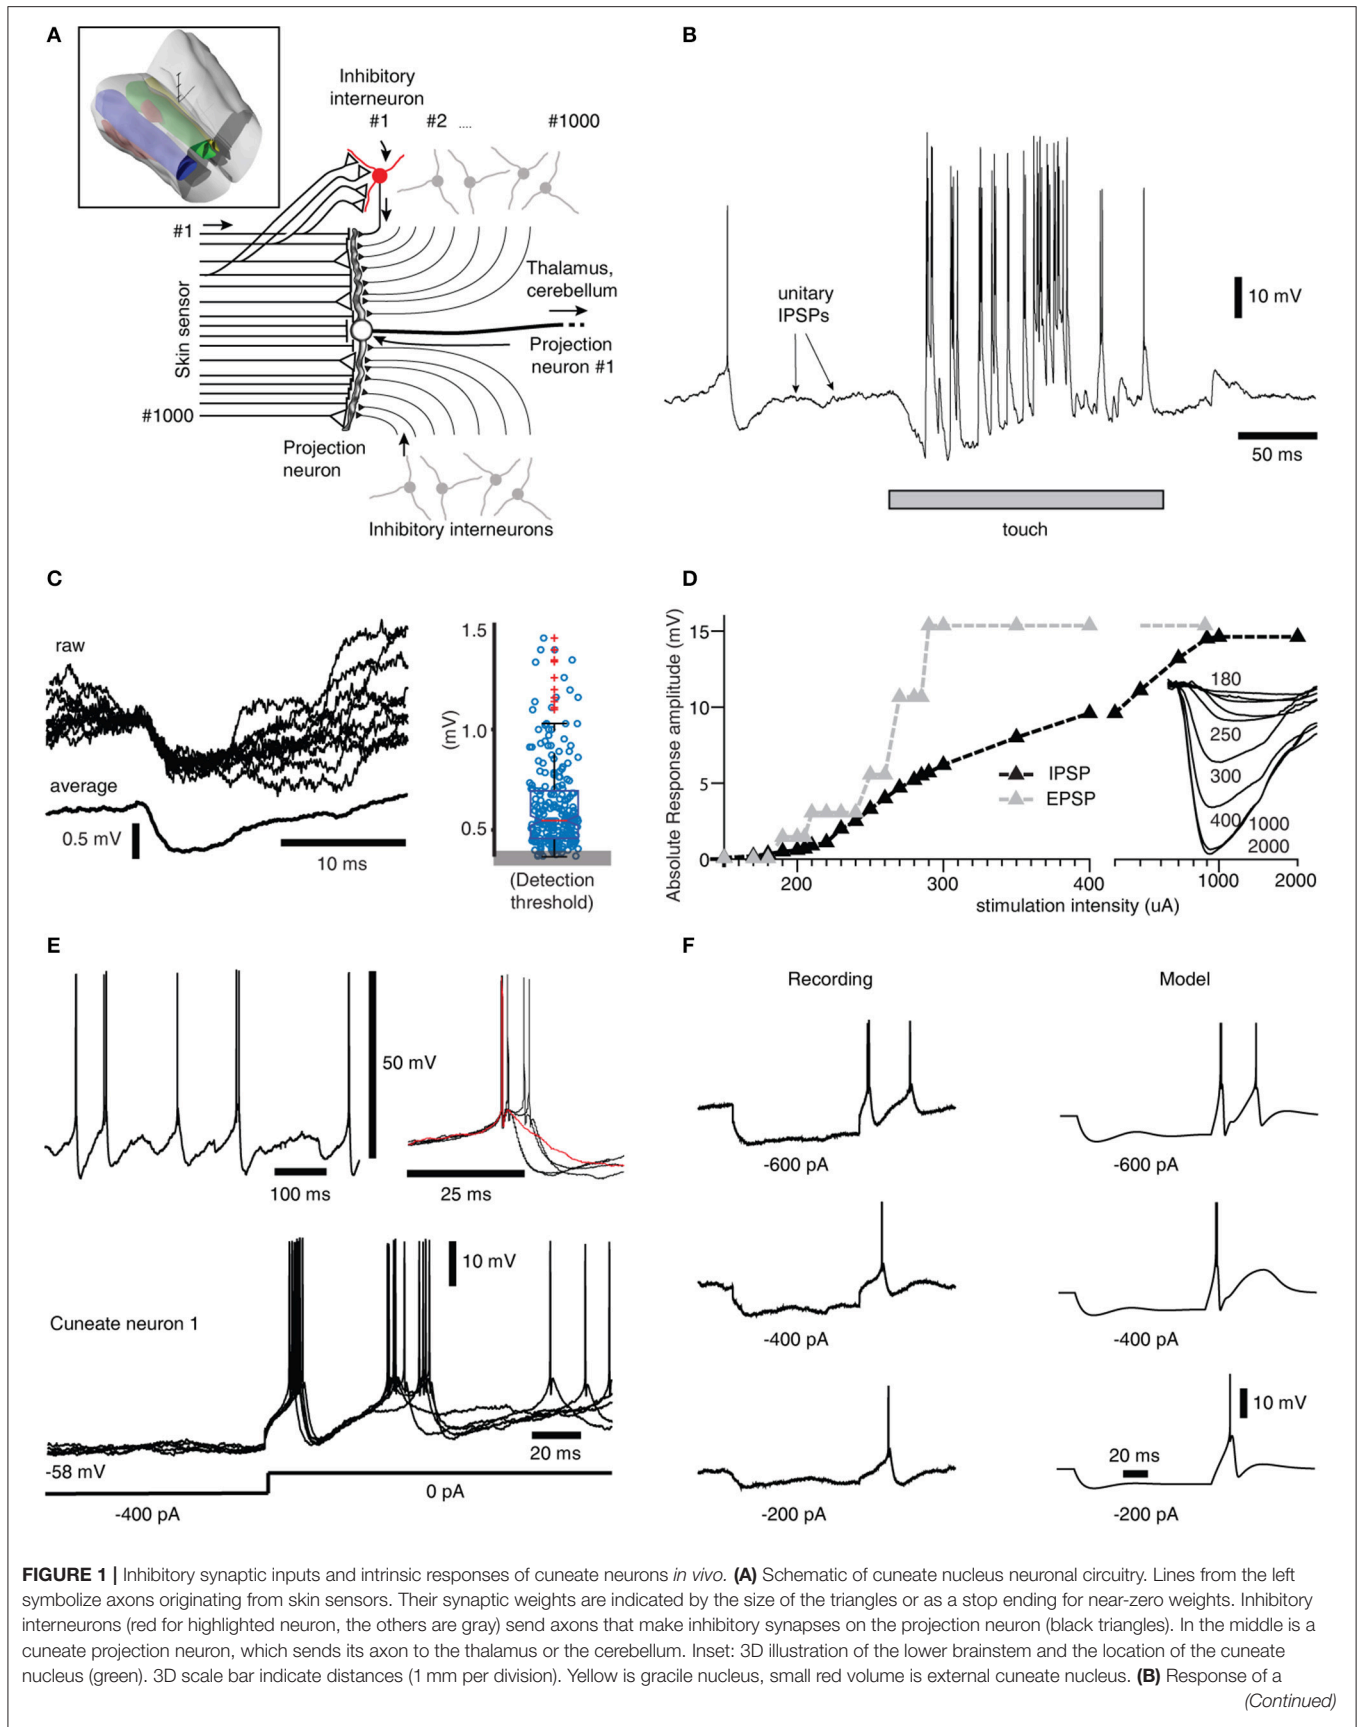 A
Inhibitory
interneuron
#1
#2
....
#1000
#1
Skin sensor
#1000
Thalamus,
cerebellum
Projection
neuron #1
Projection
neuron
Inhibitory interneurons
B
unitary
IPSPs
10 mV
50 ms
touch
C
raw
average
0.5 mV
10 ms
1.5
1.0
(mV)
0.5
(Detection
threshold)
D
Absolute Response amplitude (mV)
15
10
5
0
200
300
400
1000
2000
stimulation intensity (uA)
IPSP
EPSP
180
250
300
400
1000
2000
E
50 mV
100 ms
25 ms
10 mV
Cuneate neuron 1
20 ms
-58 mV
0 pA
-400 pA
F
Recording
Model
-600 pA
-600 pA
-400 pA
-400 pA
10 mV
20 ms
-200 pA
-200 pA
FIGURE 1 | Inhibitory synaptic inputs and intrinsic responses of cuneate neurons in vivo. (A) Schematic of cuneate nucleus neuronal circuitry. Lines from the left
symbolize axons originating from skin sensors. Their synaptic weights are indicated by the size of the triangles or as a stop ending for near-zero weights. Inhibitory
interneurons (red for highlighted neuron, the others are gray) send axons that make inhibitory synapses on the projection neuron (black triangles). In the middle is a
cuneate projection neuron, which sends its axon to the thalamus or the cerebellum. Inset: 3D illustration of the lower brainstem and the location of the cuneate
nucleus (green). 3D scale bar indicate distances (1 mm per division). Yellow is gracile nucleus, small red volume is external cuneate nucleus. (B) Response of a
(Continued)